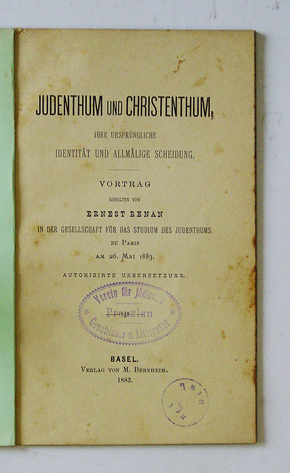 JUDENTHUM UND CHRISTENTHUM,
IHRE URSPRÜNGLICHE
IDENTITÄT UND ALLMÄLIGE SCHEIDUNG.
VORTRAG
GEHALTEN VON
ERNEST RENAN
IN DER GESELLSCHAFT FÜR DAS STUDIUM DES JUDENTHUMS.
ZU PARIS
AM 26. MAI 1883.
AUTORISIRTE UEBERSETZUNG.
Verein für jüdische
Geschichte u. Literatur
BASEL.
VERLAG VON M. BERNHEIM.
1883.